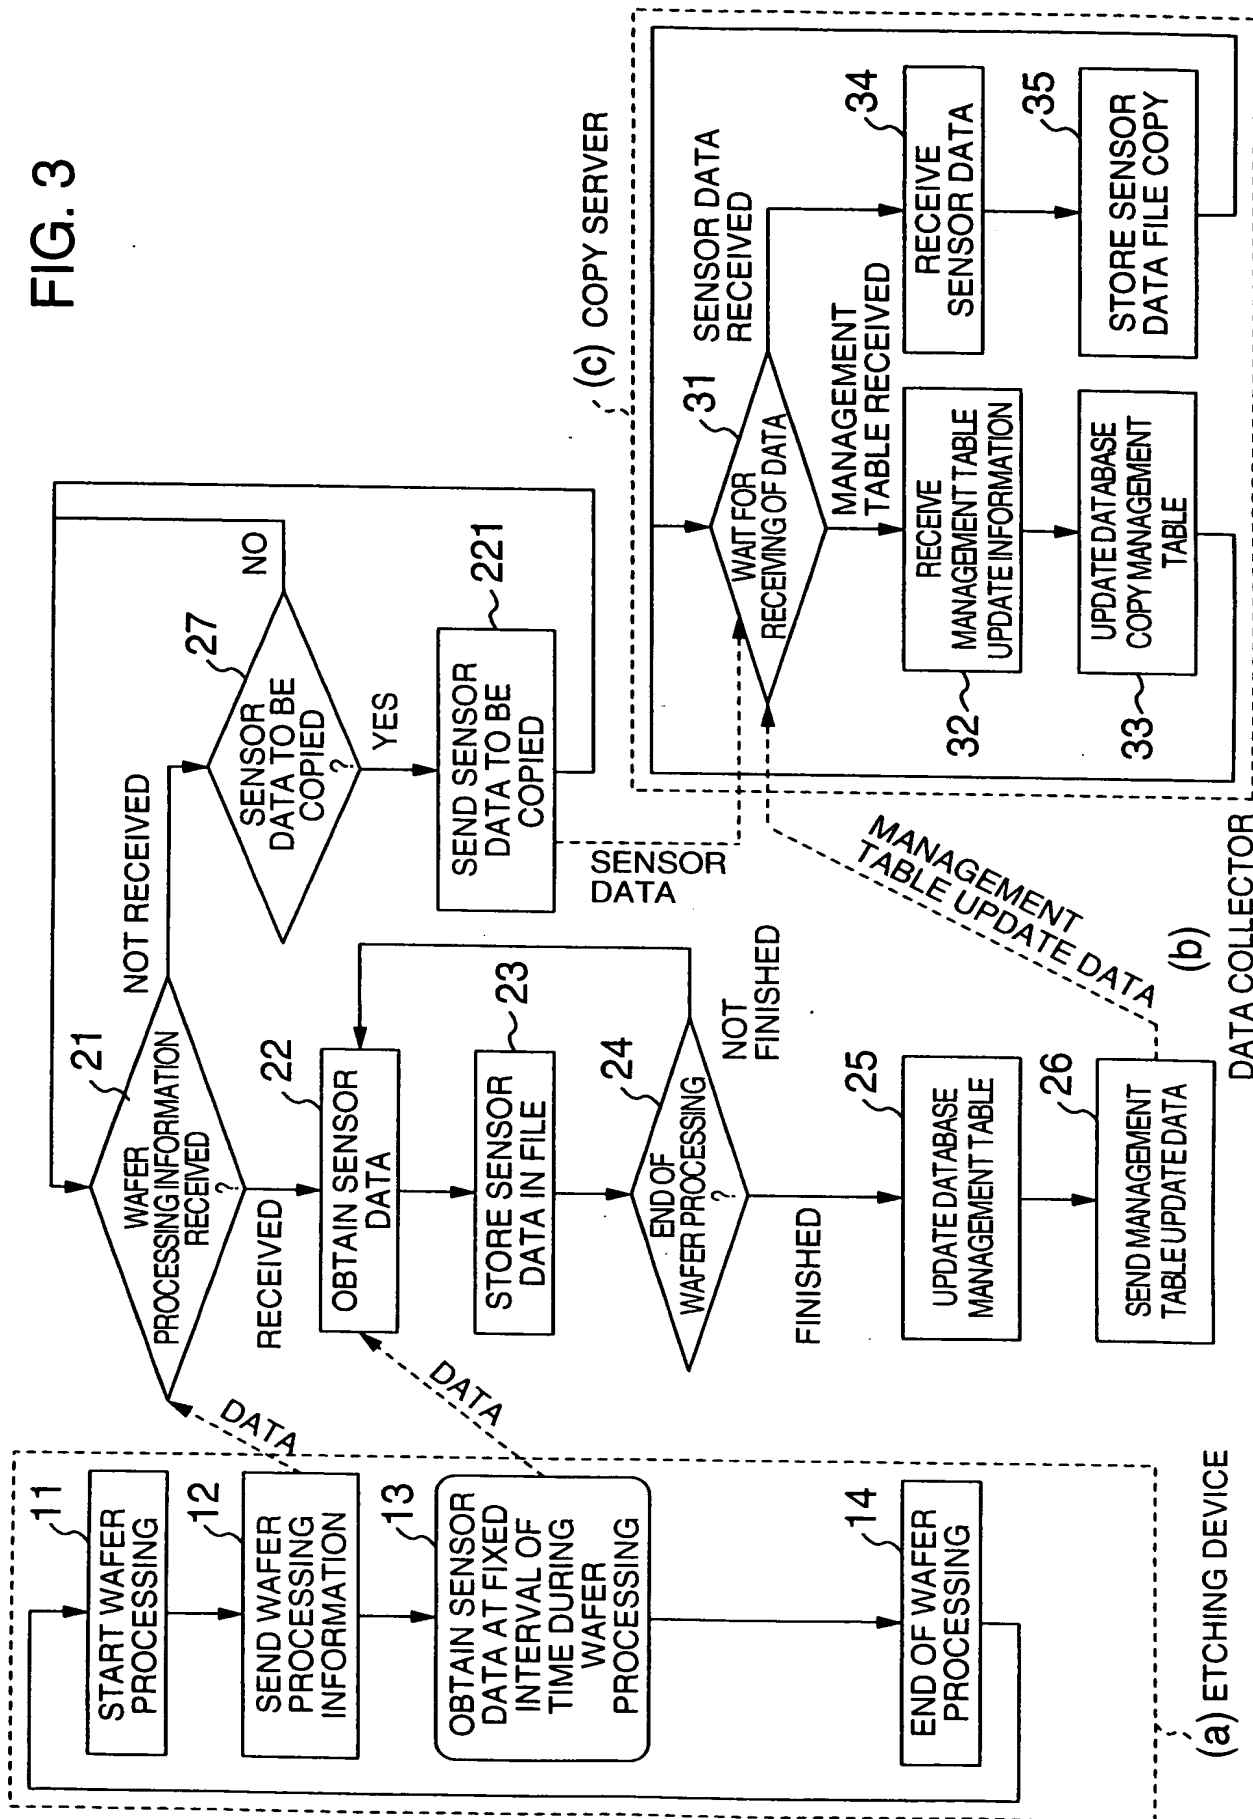 FIG. 3
11
START WAFER
PROCESSING
12
SEND WAFER
PROCESSING
INFORMATION
13
OBTAIN SENSOR
DATA AT FIXED
INTERVAL OF
TIME DURING
WAFER
PROCESSING
14
END OF WAFER
PROCESSING
(a) ETCHING DEVICE
DATA
DATA
21
WAFER
PROCESSING INFORMATION
RECEIVED
?
NOT RECEIVED
RECEIVED
22
OBTAIN SENSOR
DATA
23
STORE SENSOR
DATA IN FILE
24
END OF
WAFER PROCESSING
?
NOT
FINISHED
FINISHED
25
UPDATE DATABASE
MANAGEMENT TABLE
26
SEND MANAGEMENT
TABLE UPDATE DATA
27
SENSOR
DATA TO BE
COPIED
?
NO
YES
221
SEND SENSOR
DATA TO BE
COPIED
SENSOR
DATA
MANAGEMENT
TABLE UPDATE DATA
(b)
DATA COLLECTOR
(c) COPY SERVER
31
WAIT FOR
RECEIVING OF DATA
SENSOR DATA
RECEIVED
MANAGEMENT
TABLE RECEIVED
32
RECEIVE
MANAGEMENT TABLE
UPDATE INFORMATION
33
UPDATE DATABASE
COPY MANAGEMENT
TABLE
34
RECEIVE
SENSOR DATA
35
STORE SENSOR
DATA FILE COPY